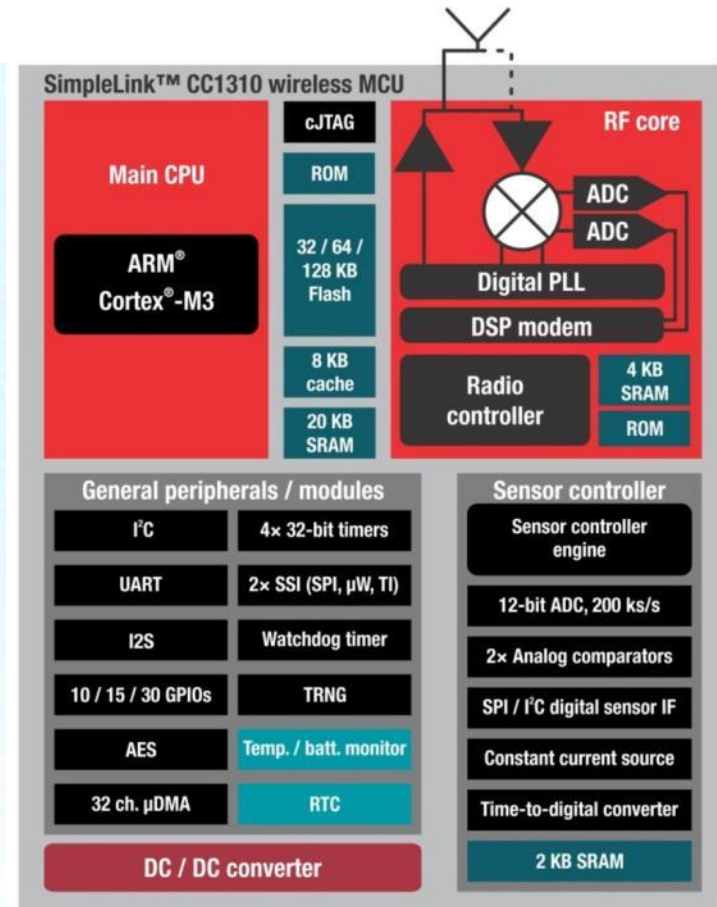 SimpleLink™ CC1310 wireless MCU
Main CPU
ARM®
Cortex®-M3
cJTAG
ROM
32 / 64 /
128 KB
Flash
8 KB
cache
20 KB
SRAM
RF core
ADC
ADC
Digital PLL
DSP modem
Radio
controller
4 KB
SRAM
ROM
General peripherals / modules
I²C
4× 32-bit timers
UART
2× SSI (SPI, µW, TI)
I2S
Watchdog timer
10 / 15 / 30 GPIOs
TRNG
AES
Temp. / batt. monitor
32 ch. µDMA
RTC
DC / DC converter
Sensor controller
Sensor controller
engine
12-bit ADC, 200 ks/s
2× Analog comparators
SPI / I²C digital sensor IF
Constant current source
Time-to-digital converter
2 KB SRAM